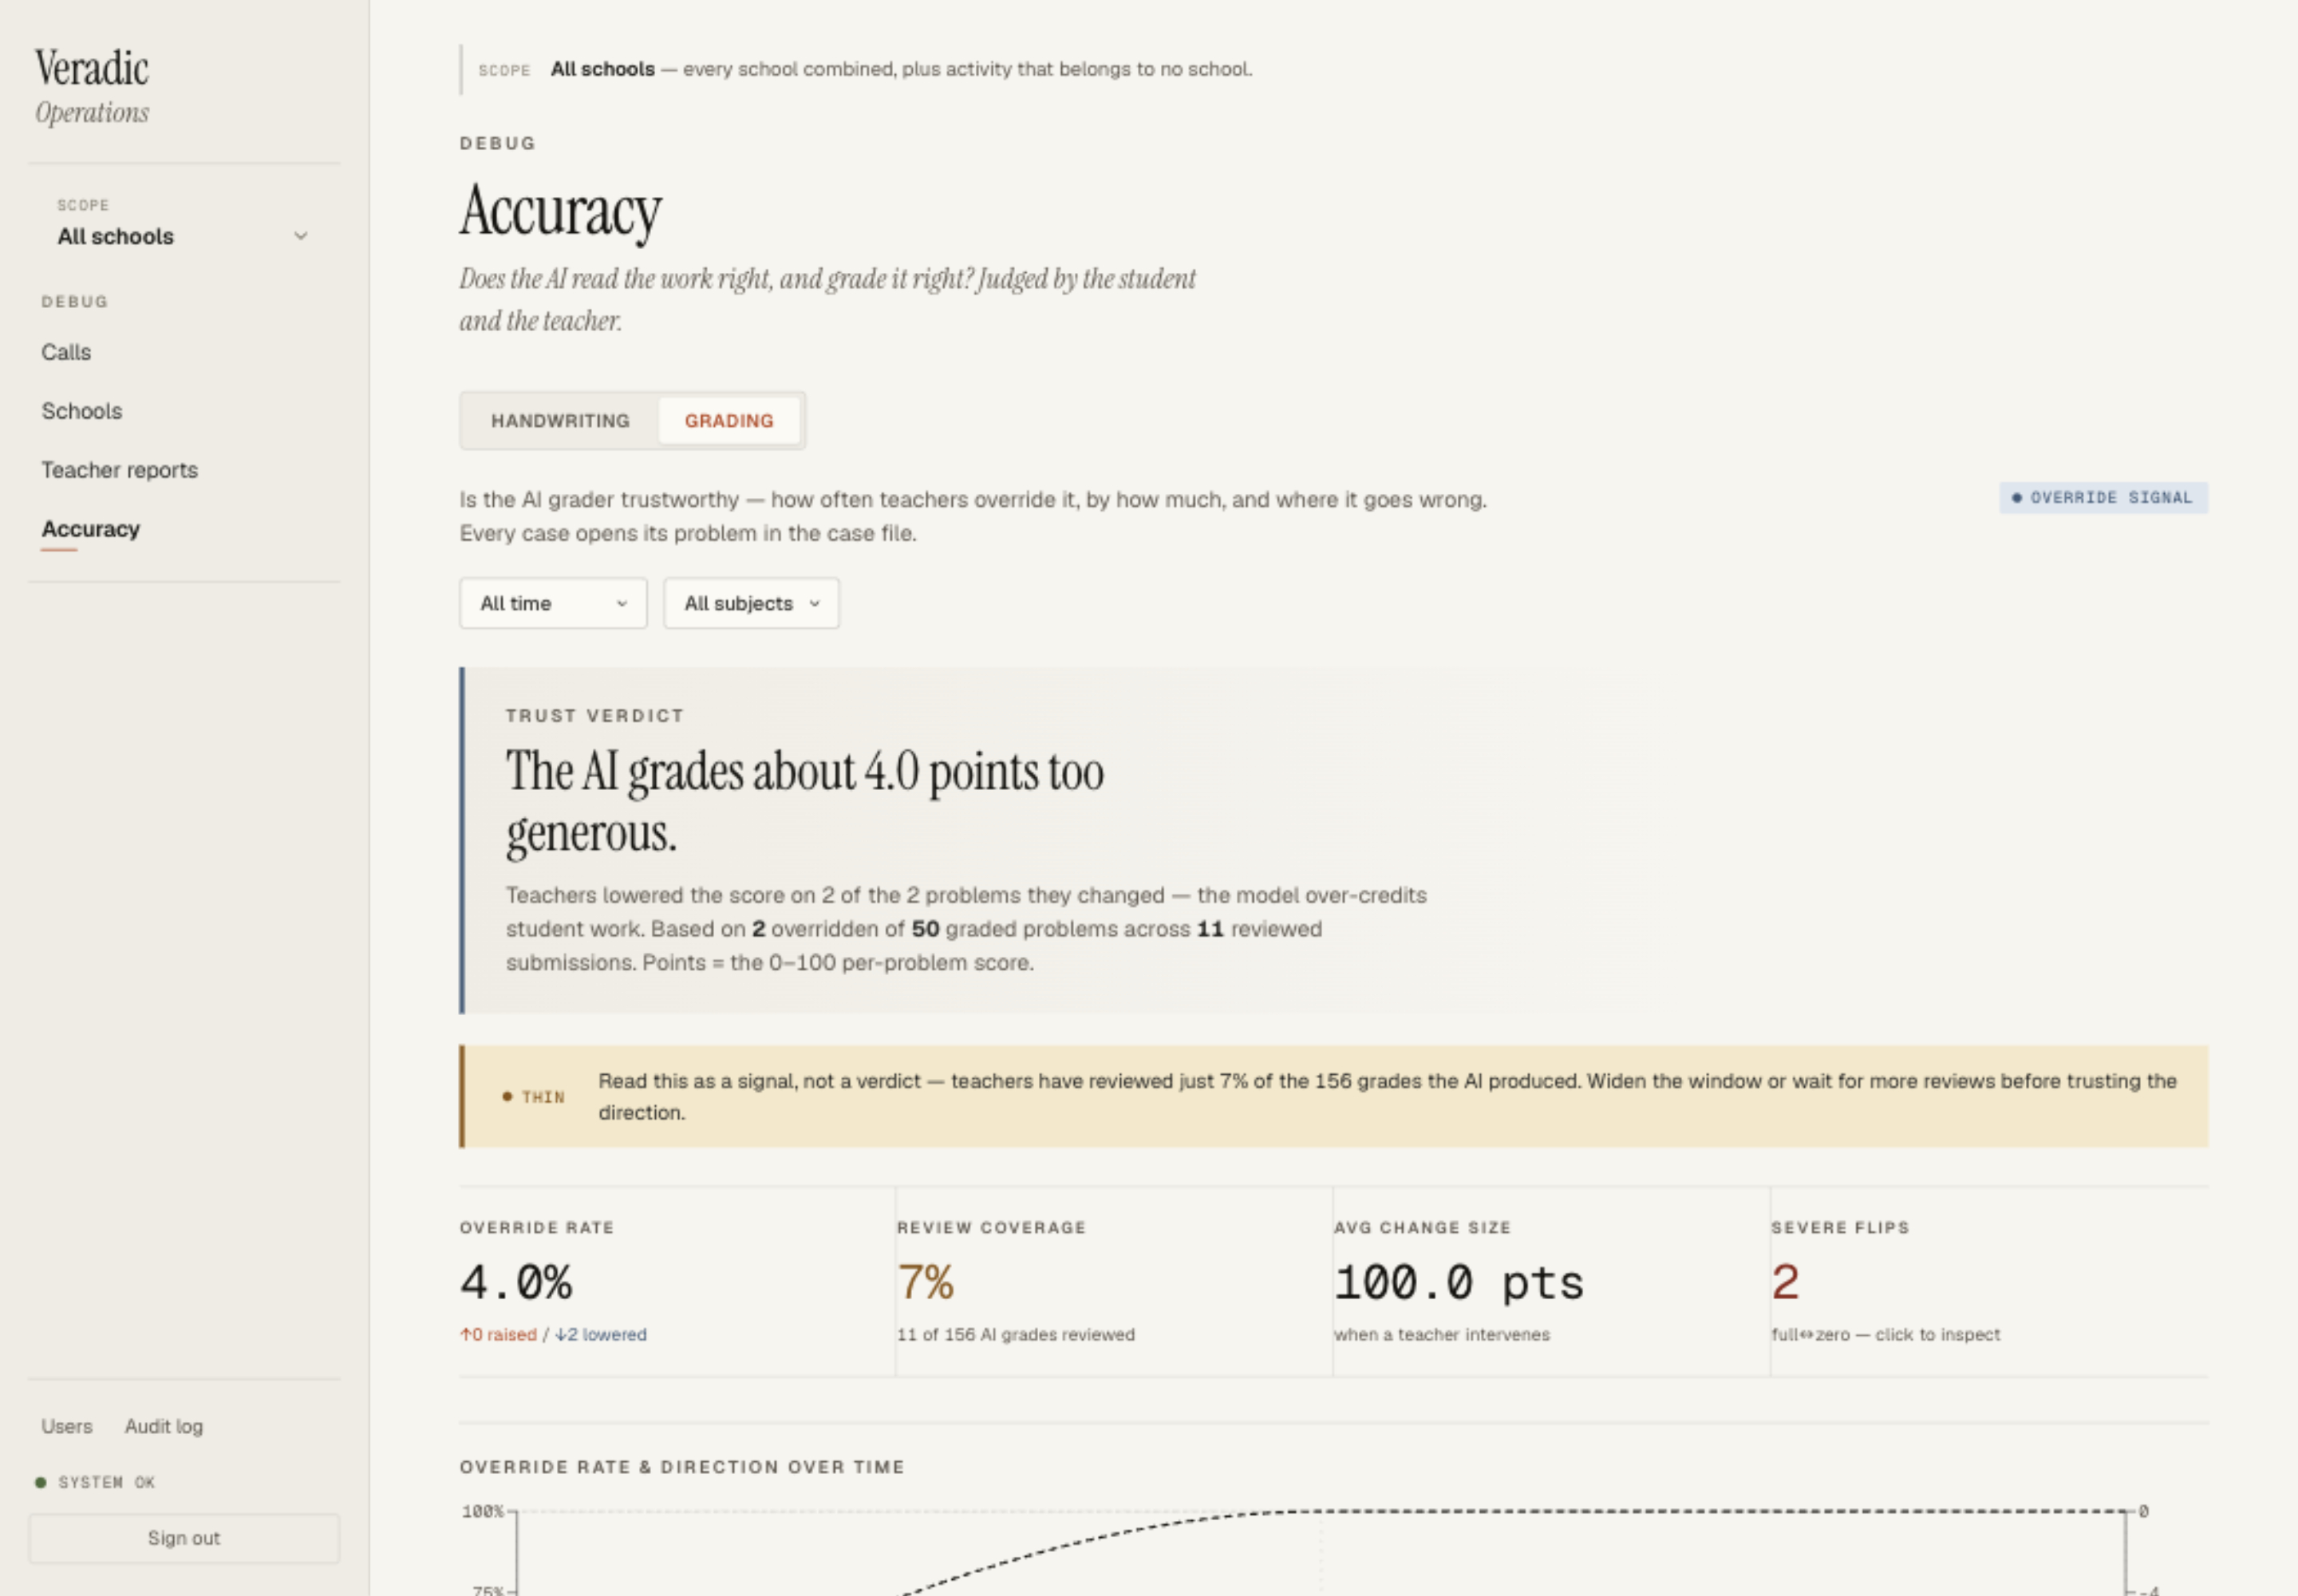 Veradic
Operations
SCOPE
All schools
DEBUG
Calls
Schools
Teacher reports
Accuracy
Users Audit log
SYSTEM OK
Sign out
SCOPE All schools — every school combined, plus activity that belongs to no school.
DEBUG
Accuracy
Does the AI read the work right, and grade it right? Judged by the student
and the teacher.
HANDWRITING GRADING
Is the AI grader trustworthy — how often teachers override it, by how much, and where it goes wrong.
Every case opens its problem in the case file.
OVERRIDE SIGNAL
All time All subjects
TRUST VERDICT
The AI grades about 4.0 points too
generous.
Teachers lowered the score on 2 of the 2 problems they changed — the model over-credits
student work. Based on 2 overridden of 50 graded problems across 11 reviewed
submissions. Points = the 0–100 per-problem score.
THIN
Read this as a signal, not a verdict — teachers have reviewed just 7% of the 156 grades the AI produced. Widen the window or wait for more reviews before trusting the
direction.
OVERRIDE RATE
4.0%
↑0 raised / ↓2 lowered
REVIEW COVERAGE
7%
11 of 156 AI grades reviewed
AVG CHANGE SIZE
100.0 pts
when a teacher intervenes
SEVERE FLIPS
2
full↔zero — click to inspect
OVERRIDE RATE & DIRECTION OVER TIME
100% 0
75% -4